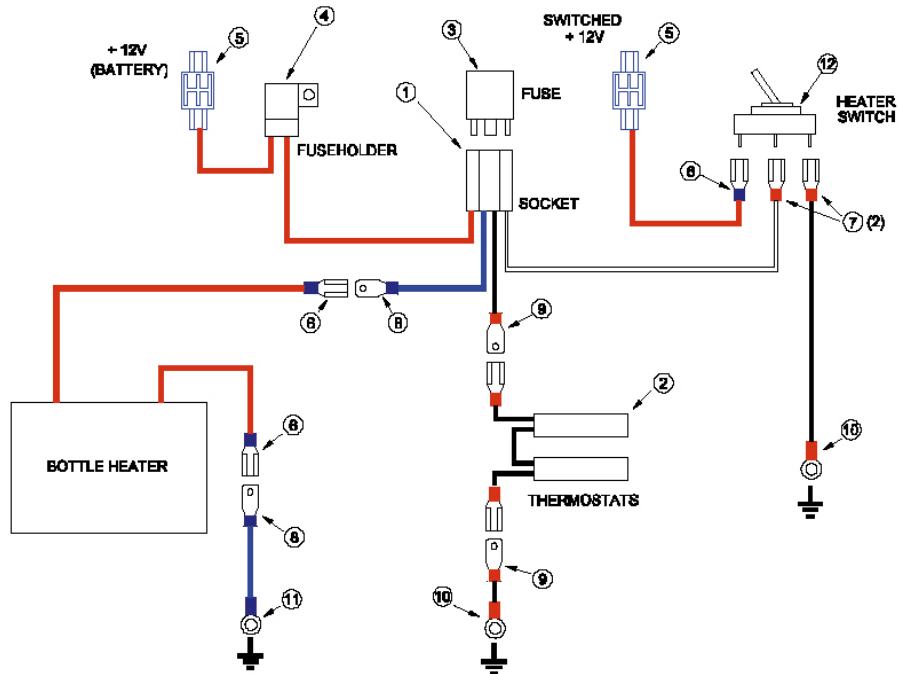 + 12V
(BATTERY)
5
4
3
SWITCHED
+ 12V
5
12
HEATER
SWITCH
1
FUSE
FUSEHOLDER
SOCKET
6
7 (2)
6
8
9
2
6
BOTTLE HEATER
10
THERMOSTATS
8
9
11
10